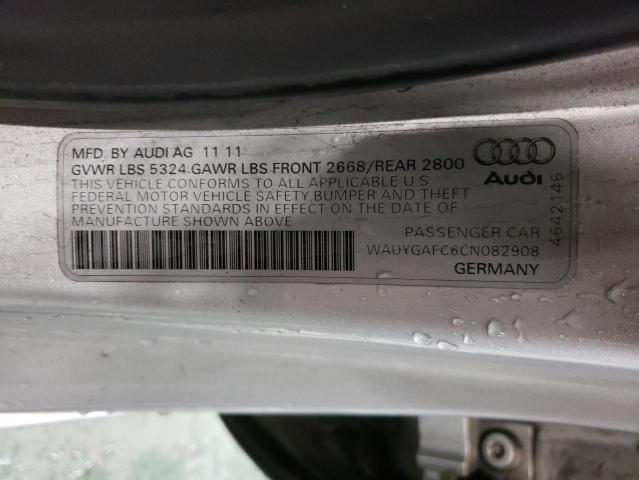 MFD. BY AUDI AG 11 11
GVWR LBS 5324 GAWR LBS FRONT 2668/REAR 2800
THIS VEHICLE CONFORMS TO ALL APPLICABLE U.S
FEDERAL MOTOR VEHICLE SAFETY, BUMPER AND THEFT
PREVENTION STANDARDS IN EFFECT ON THE DATE OF
MANUFACTURE SHOWN ABOVE
Audi
4642146
PASSENGER CAR
WAUYGAFC6CN082908
GERMANY